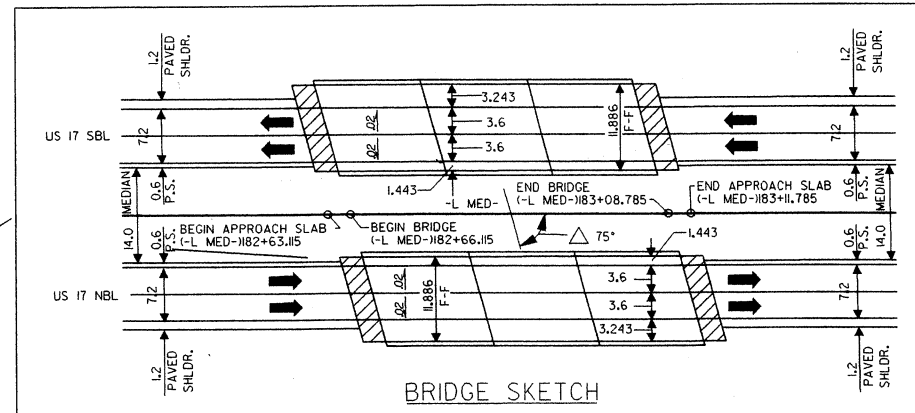 1.2
PAVED
SHLDR.
1.2
PAVED
SHLDR.
US 17 SBL
7.2
3.243
3.6
3.6
.02
.02
11.886
F-F
7.2
1.443
0.6
P.S.
0.6
P.S.
MEDIAN
14.0
MEDIAN
14.0
-L MED-
END BRIDGE
(-L MED-)183+08.785
END APPROACH SLAB
(-L MED-)183+11.785
BEGIN APPROACH SLAB
(-L MED-)182+63.115
BEGIN BRIDGE
(-L MED-)182+66.115
75°
1.443
0.6
P.S.
0.6
P.S.
US 17 NBL
7.2
.02
.02
11.886
F-F
3.6
3.6
3.243
7.2
1.2
PAVED
SHLDR.
1.2
PAVED
SHLDR.
BRIDGE SKETCH